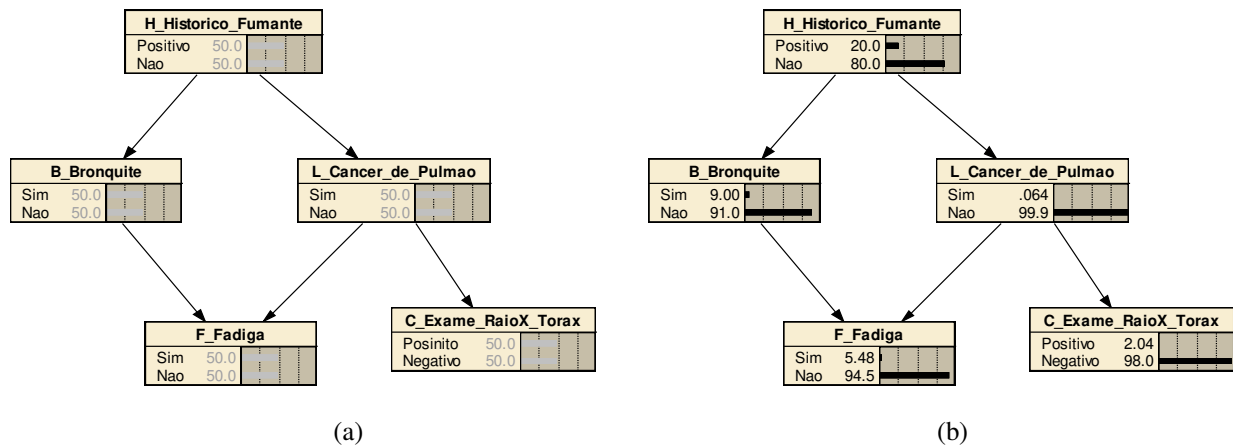 H_Historico_Fumante
Positivo 50.0
Nao 50.0
B_Bronquite
Sim 50.0
Nao 50.0
L_Cancer_de_Pulmao
Sim 50.0
Nao 50.0
F_Fadiga
Sim 50.0
Nao 50.0
C_Exame_RaioX_Torax
Posinito 50.0
Negativo 50.0
(a)
H_Historico_Fumante
Positivo 20.0
Nao 80.0
B_Bronquite
Sim 9.00
Nao 91.0
L_Cancer_de_Pulmao
Sim .064
Nao 99.9
F_Fadiga
Sim 5.48
Nao 94.5
C_Exame_RaioX_Torax
Positivo 2.04
Negativo 98.0
(b)